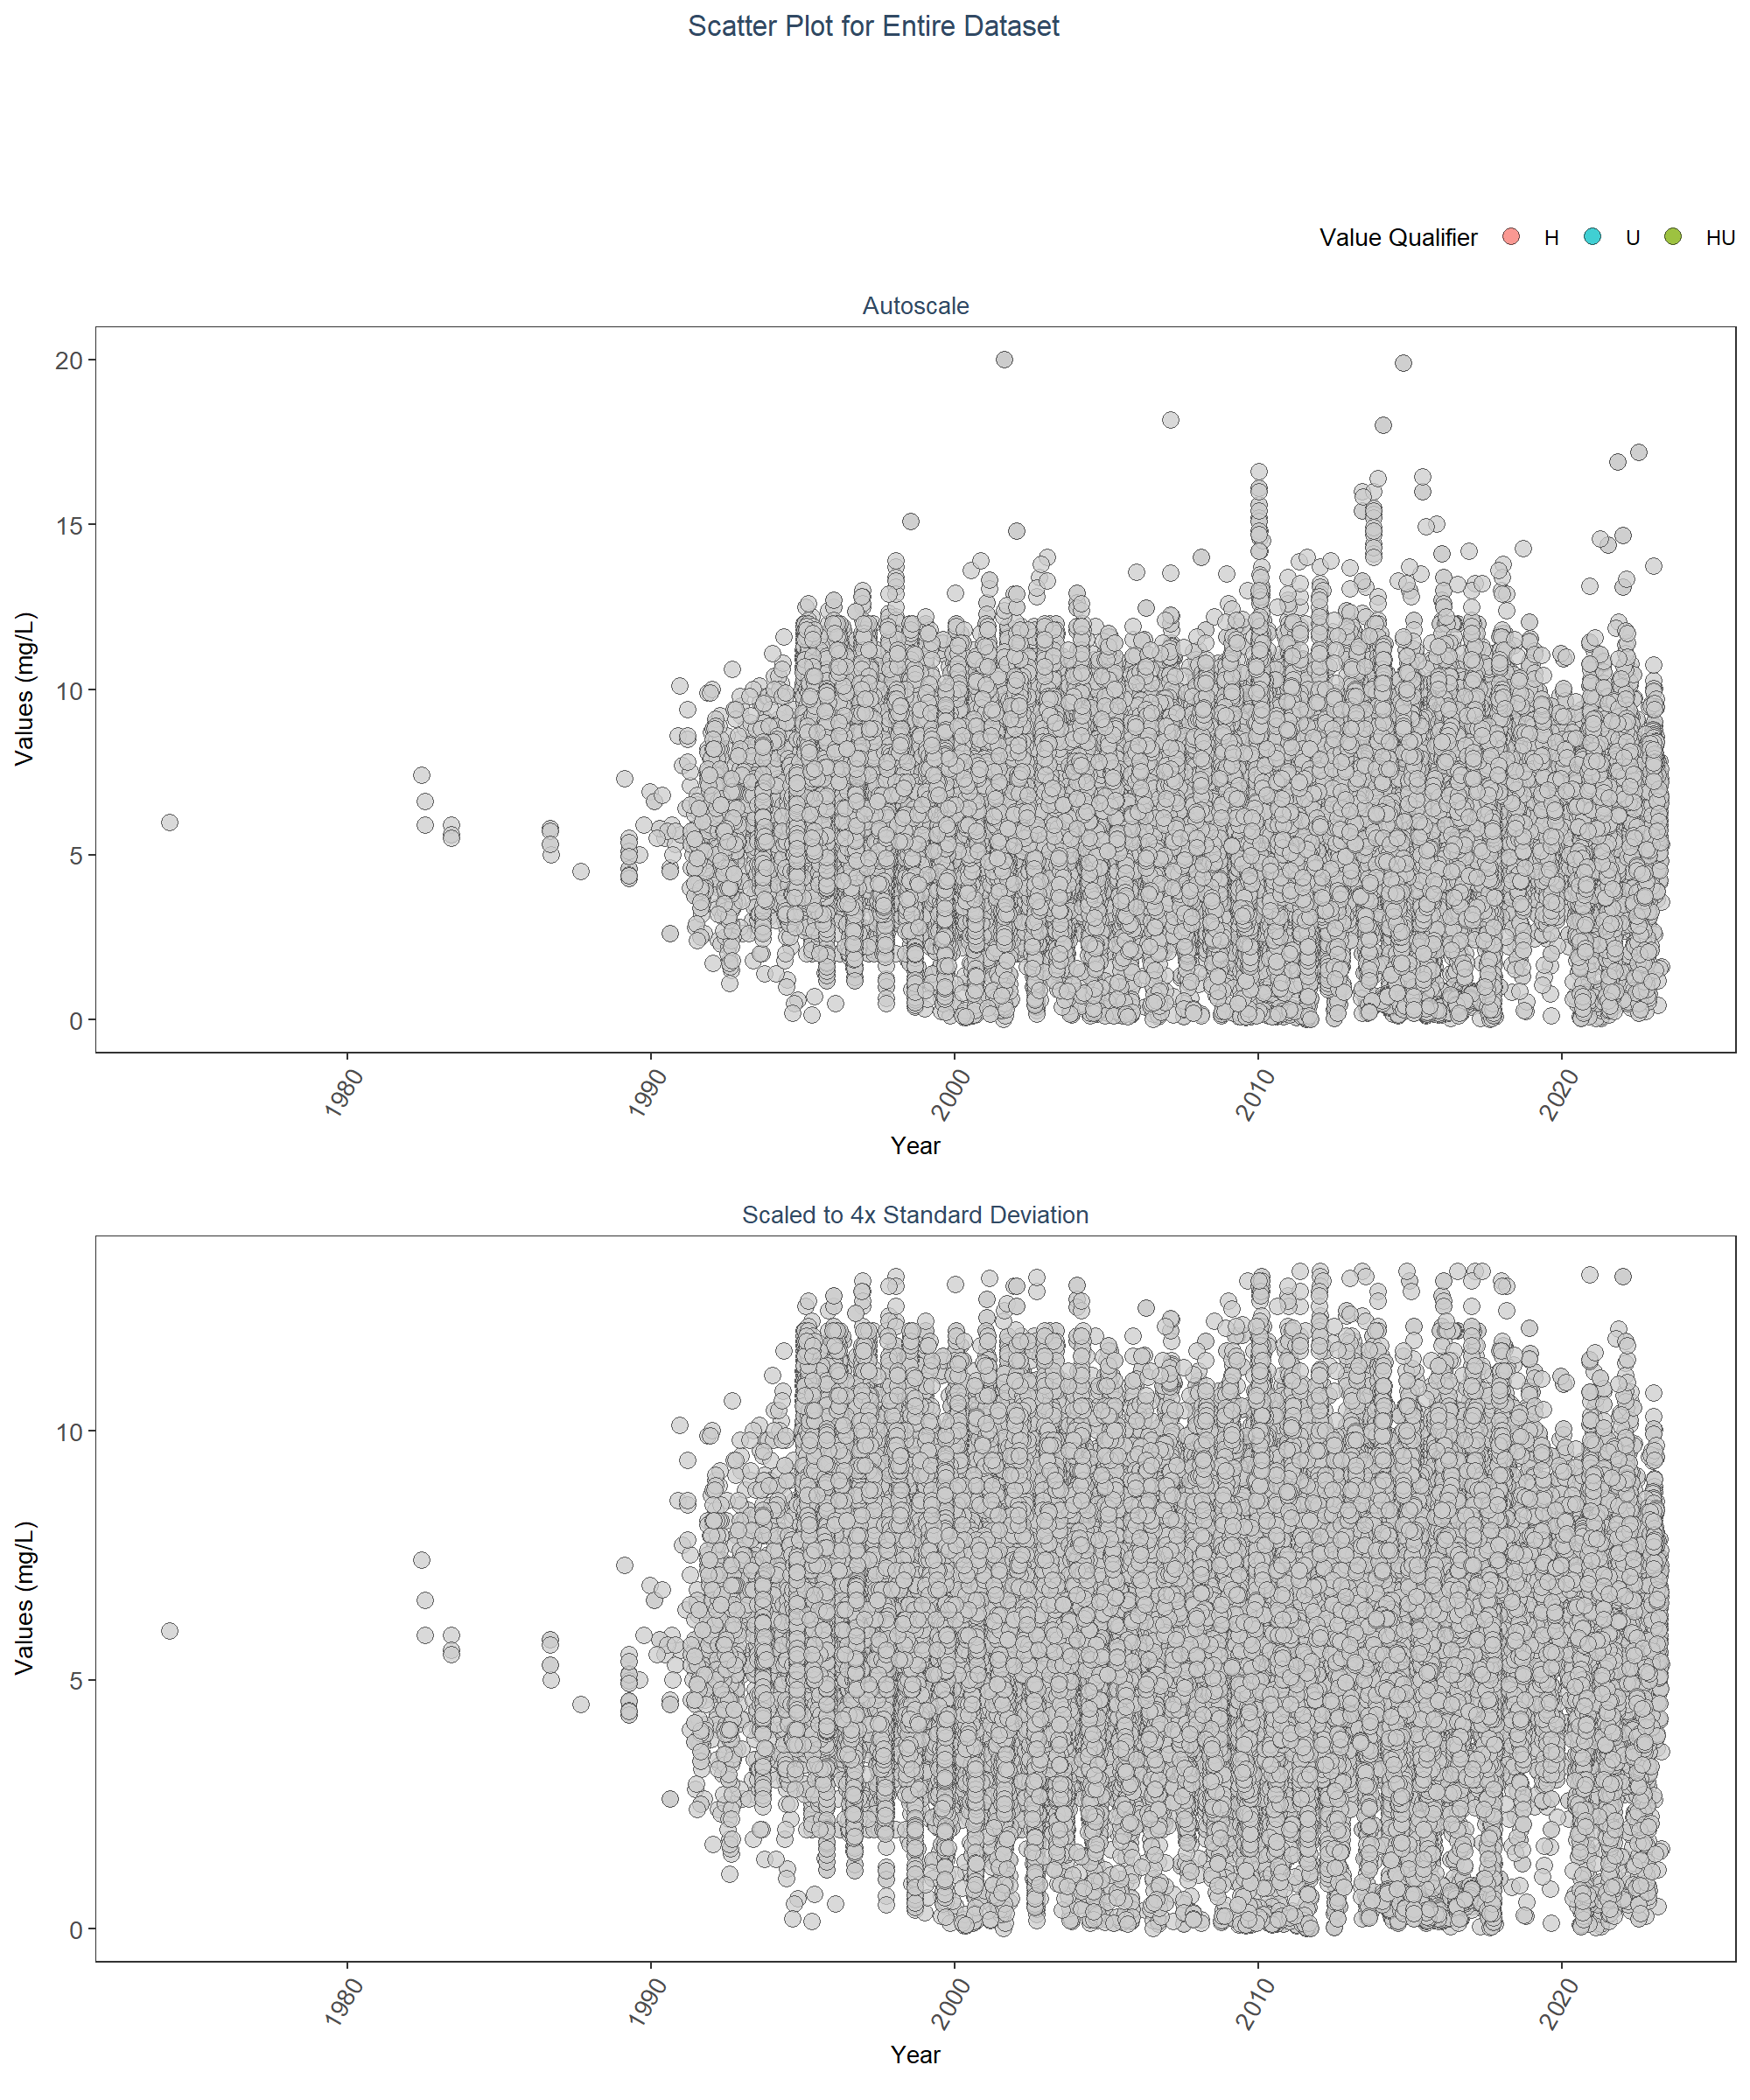 Scatter Plot for Entire Dataset
Value Qualifier H U HU
Autoscale
20
15
10
5
0
Values (mg/L)
1980 1990 2000 2010 2020
Year
Scaled to 4x Standard Deviation
10
5
0
Values (mg/L)
1980 1990 2000 2010 2020
Year